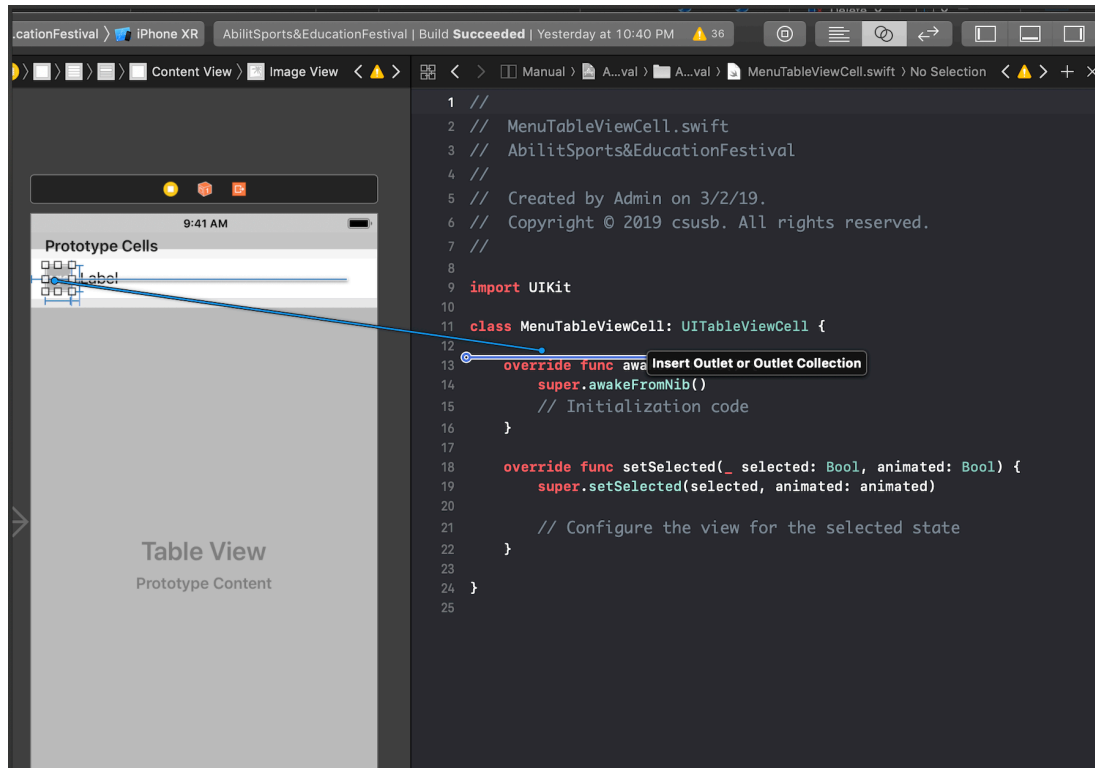 .cationFestival 〉 iPhone XR
AbilitSports&EducationFestival | Build Succeeded | Yesterday at 10:40 PM 36
Content View 〉 Image View
Manual 〉 A...val 〉 A...val 〉 MenuTableViewCell.swift 〉 No Selection
9:41 AM
Prototype Cells
Label
Table View
Prototype Content
1 //
2 // MenuTableViewCell.swift
3 // AbilitSports&EducationFestival
4 //
5 // Created by Admin on 3/2/19.
6 // Copyright © 2019 csusb. All rights reserved.
7 //
8
9 import UIKit
10
11 class MenuTableViewCell: UITableViewCell {
12
Insert Outlet or Outlet Collection
13 override func awa
14 super.awakeFromNib()
15 // Initialization code
16 }
17
18 override func setSelected(_ selected: Bool, animated: Bool) {
19 super.setSelected(selected, animated: animated)
20
21 // Configure the view for the selected state
22 }
23
24 }
25